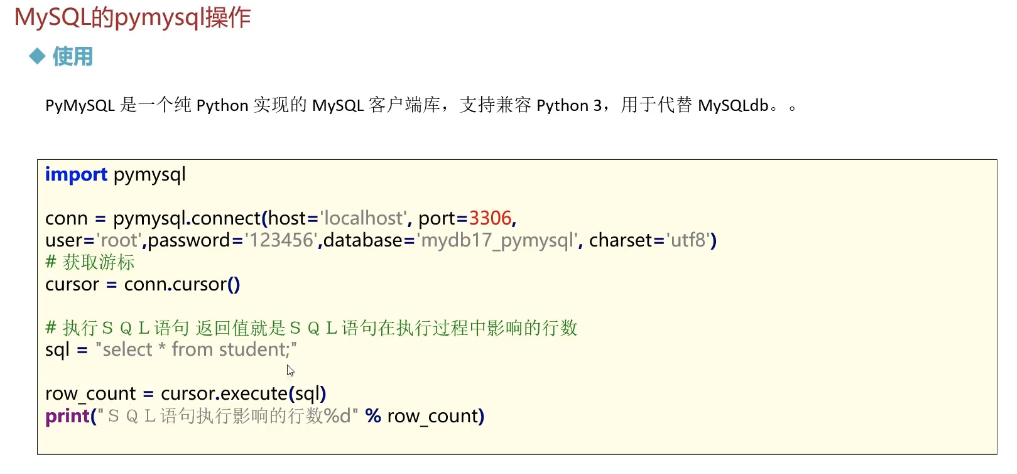 MySQL的pymysql操作
使用
PyMySQL 是一个纯 Python 实现的 MySQL 客户端库，支持兼容 Python 3，用于代替 MySQLdb。。
import pymysql
conn = pymysql.connect(host='localhost', port=3306,
user='root',password='123456',database='mydb17_pymysql', charset='utf8')
# 获取游标
cursor = conn.cursor()
# 执行ＳＱＬ语句 返回值就是ＳＱＬ语句在执行过程中影响的行数
sql = "select * from student;"
row_count = cursor.execute(sql)
print("ＳＱＬ语句执行影响的行数%d" % row_count)